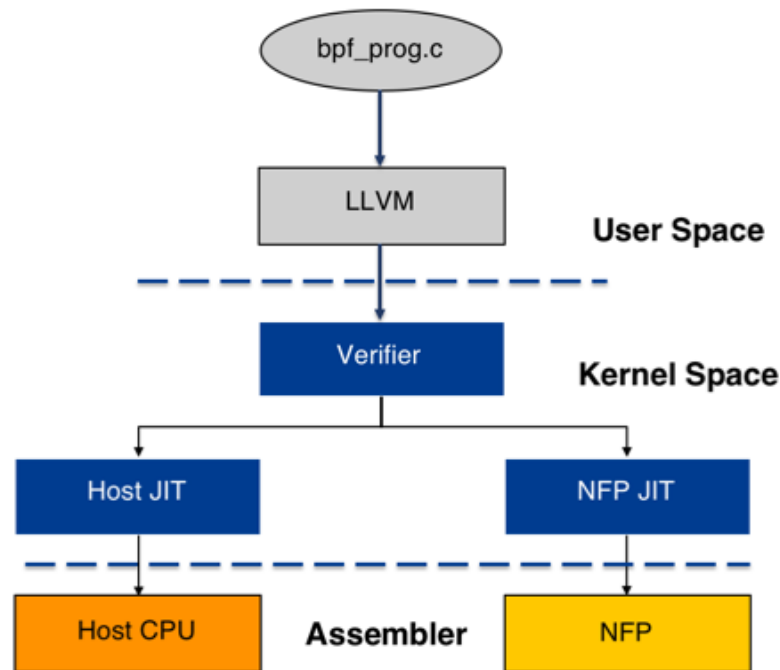 bpf_prog.c
LLVM
User Space
Verifier
Kernel Space
Host JIT
NFP JIT
Host CPU
Assembler
NFP